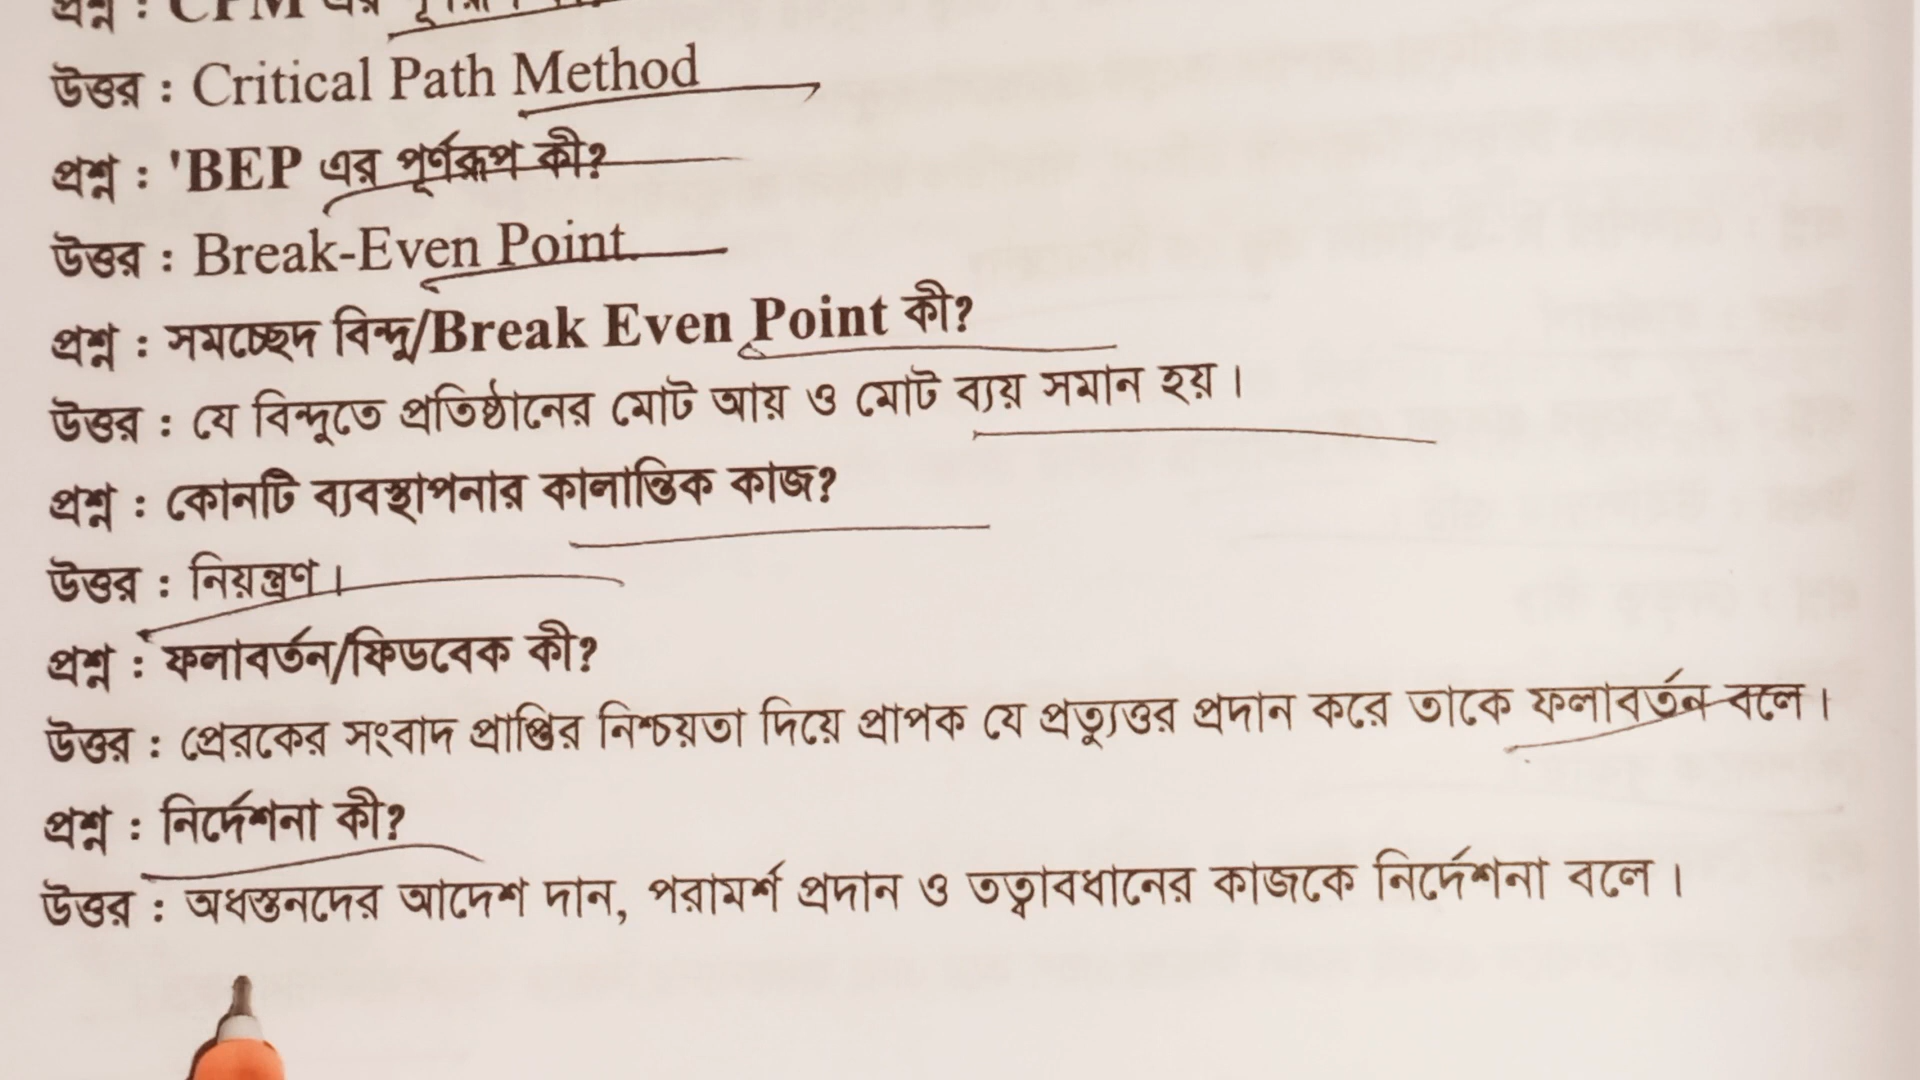 প্রশ্ন : CPM এর
উত্তর : Critical Path Method
প্রশ্ন : 'BEP এর পূর্ণরূপ কী?
উত্তর : Break-Even Point.
প্রশ্ন : সমচ্ছেদ বিন্দু/Break Even Point কী?
উত্তর : যে বিন্দুতে প্রতিষ্ঠানের মোট আয় ও মোট ব্যয় সমান হয়।
প্রশ্ন : কোনটি ব্যবস্থাপনার কালান্তিক কাজ?
উত্তর : নিয়ন্ত্রণ।
প্রশ্ন : ফলাবর্তন/ফিডবেক কী?
উত্তর : প্রেরকের সংবাদ প্রাপ্তির নিশ্চয়তা দিয়ে প্রাপক যে প্রত্যুত্তর প্রদান করে তাকে ফলাবর্তন বলে।
প্রশ্ন : নির্দেশনা কী?
উত্তর : অধস্তনদের আদেশ দান, পরামর্শ প্রদান ও তত্ত্বাবধানের কাজকে নির্দেশনা বলে।